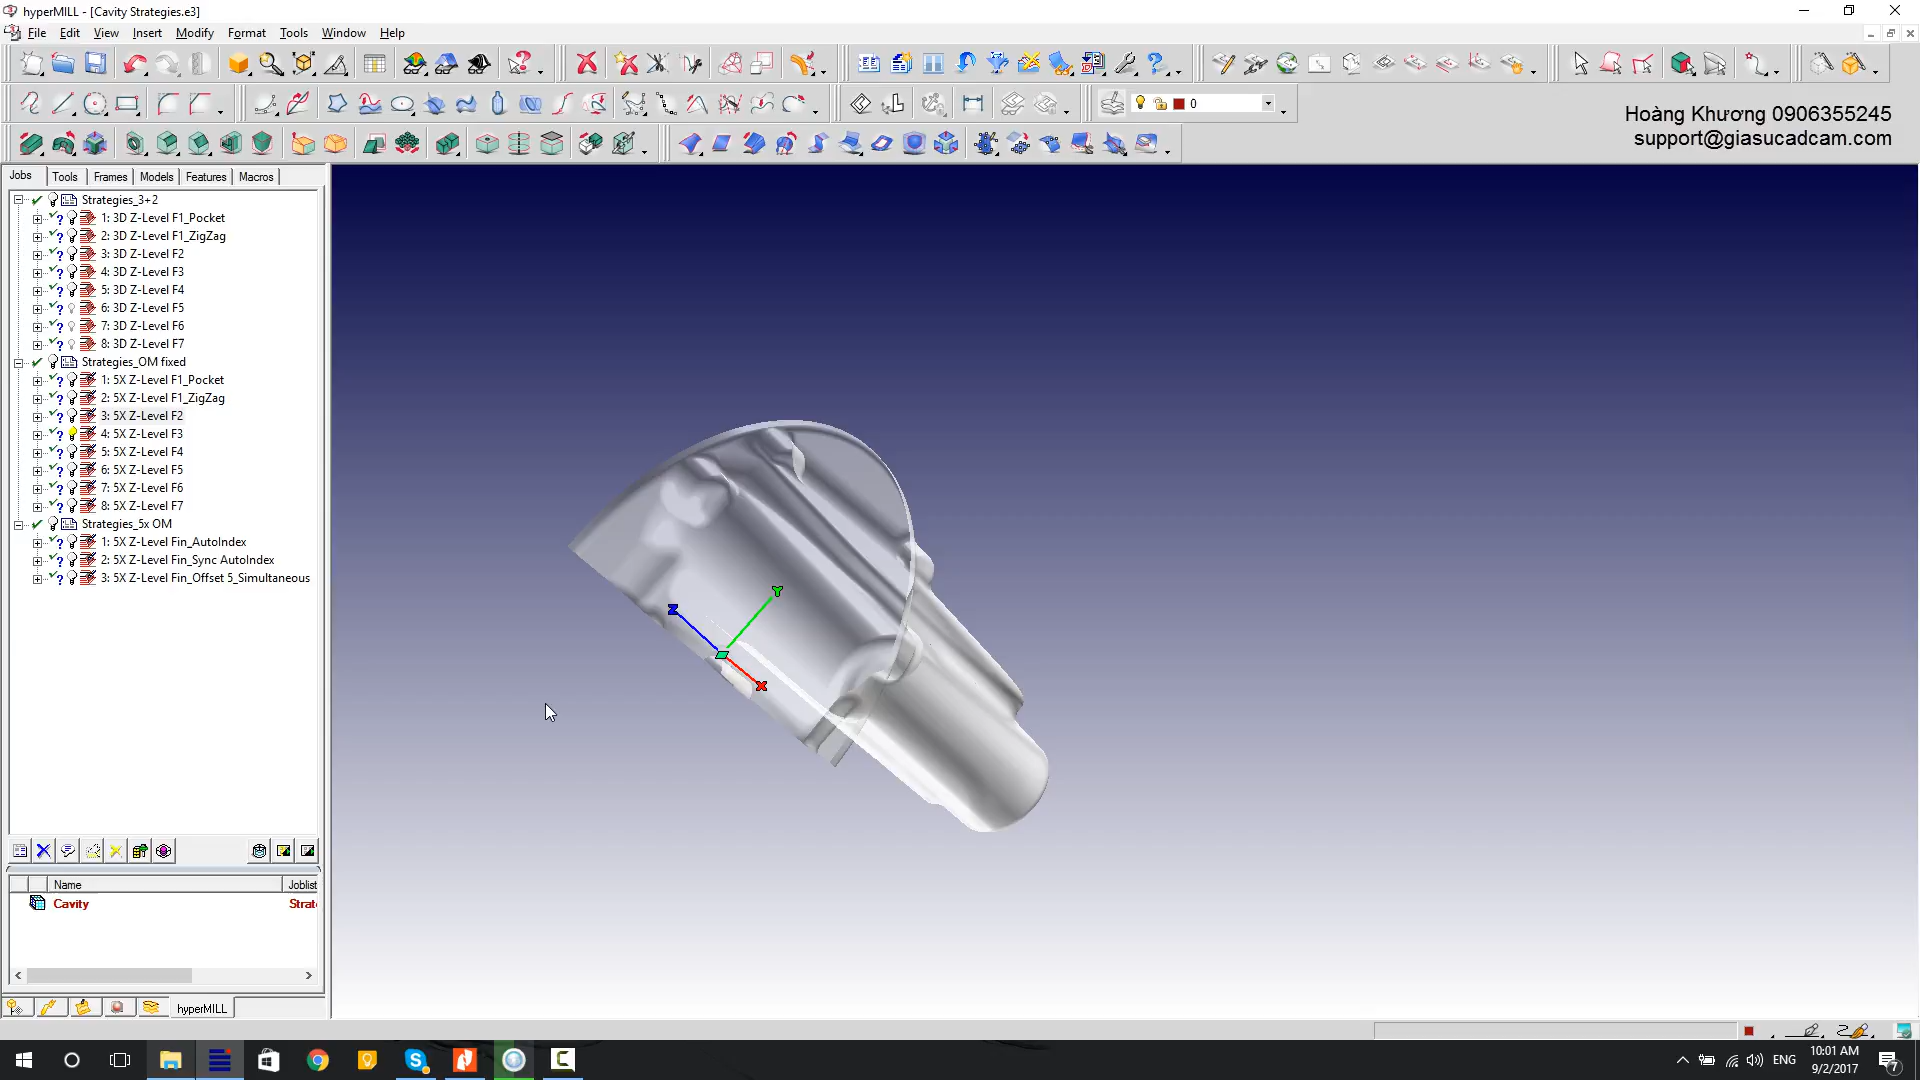 hyperMILL - [Cavity Strategies.e3]
File Edit View Insert Modify Format Tools Window Help
0
Hoàng Khương 0906355245
support@giasucadcam.com
Jobs Tools Frames Models Features Macros
Strategies_3+2
1: 3D Z-Level F1_Pocket
2: 3D Z-Level F1_ZigZag
3: 3D Z-Level F2
4: 3D Z-Level F3
5: 3D Z-Level F4
6: 3D Z-Level F5
7: 3D Z-Level F6
8: 3D Z-Level F7
Strategies_OM fixed
1: 5X Z-Level F1_Pocket
2: 5X Z-Level F1_ZigZag
3: 5X Z-Level F2
4: 5X Z-Level F3
5: 5X Z-Level F4
6: 5X Z-Level F5
7: 5X Z-Level F6
8: 5X Z-Level F7
Strategies_5x OM
1: 5X Z-Level Fin_AutoIndex
2: 5X Z-Level Fin_Sync AutoIndex
3: 5X Z-Level Fin_Offset 5_Simultaneous
Y
Z
X
Name Joblist
Cavity Strate
hyperMILL
ENG
10:01 AM
9/2/2017
7